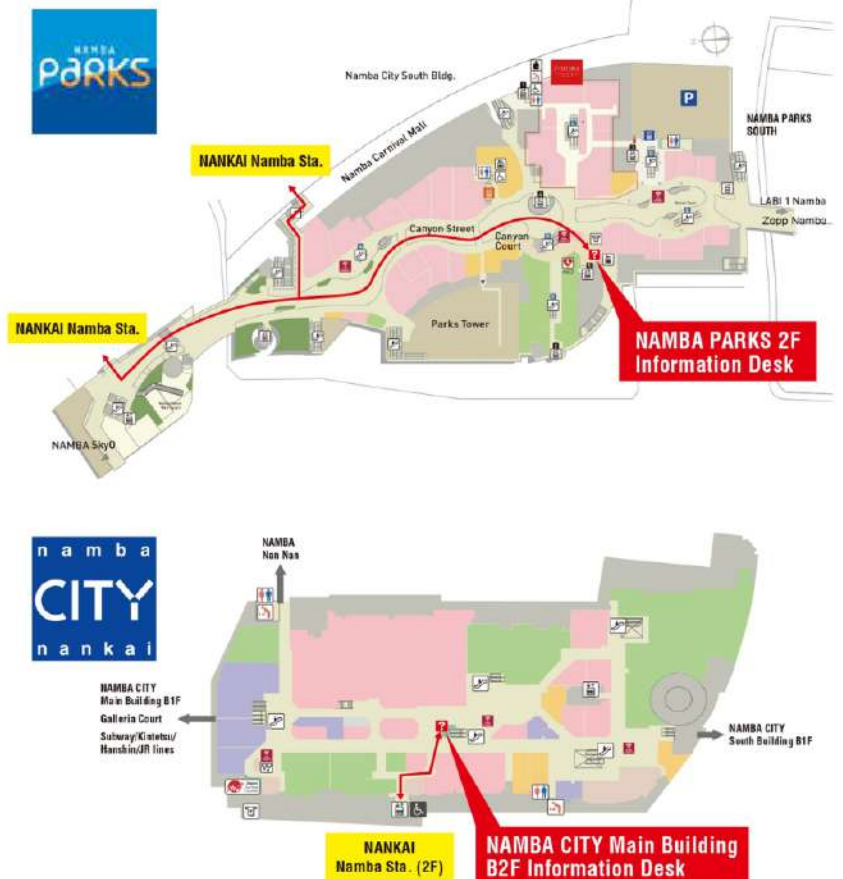 NAMBA
PARKS
Namba City South Bldg.
P
NAMBA PARKS
SOUTH
NANKAI Namba Sta.
Namba Carnival Mall
LABI 1 Namba
Zepp Namba
Canyon Street
Canyon
Court
?
NANKAI Namba Sta.
Parks Tower
NAMBA PARKS 2F
Information Desk
NAMBA SkyO
namba
CITY
nankai
NAMBA
Nan Nan
NAMBA CITY
Main Building B1F
Galleria Court
Subway/Kintetsu/
Hanshin/JR lines
?
NAMBA CITY
South Building B1F
NANKAI
Namba Sta. (2F)
NAMBA CITY Main Building
B2F Information Desk